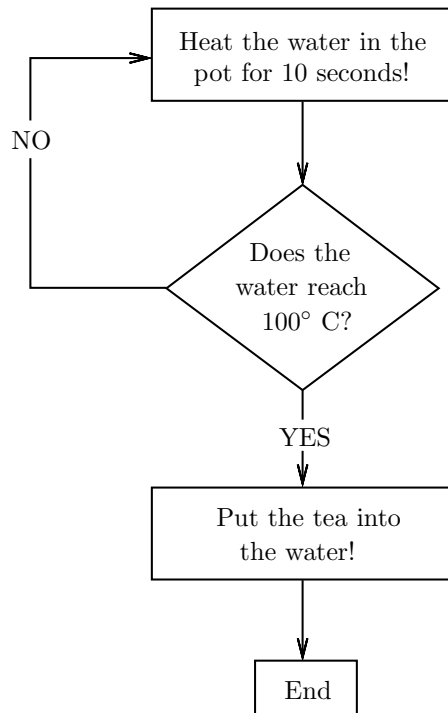 Heat the water in the
pot for 10 seconds!
NO
Does the
water reach
100° C?
YES
Put the tea into
the water!
End